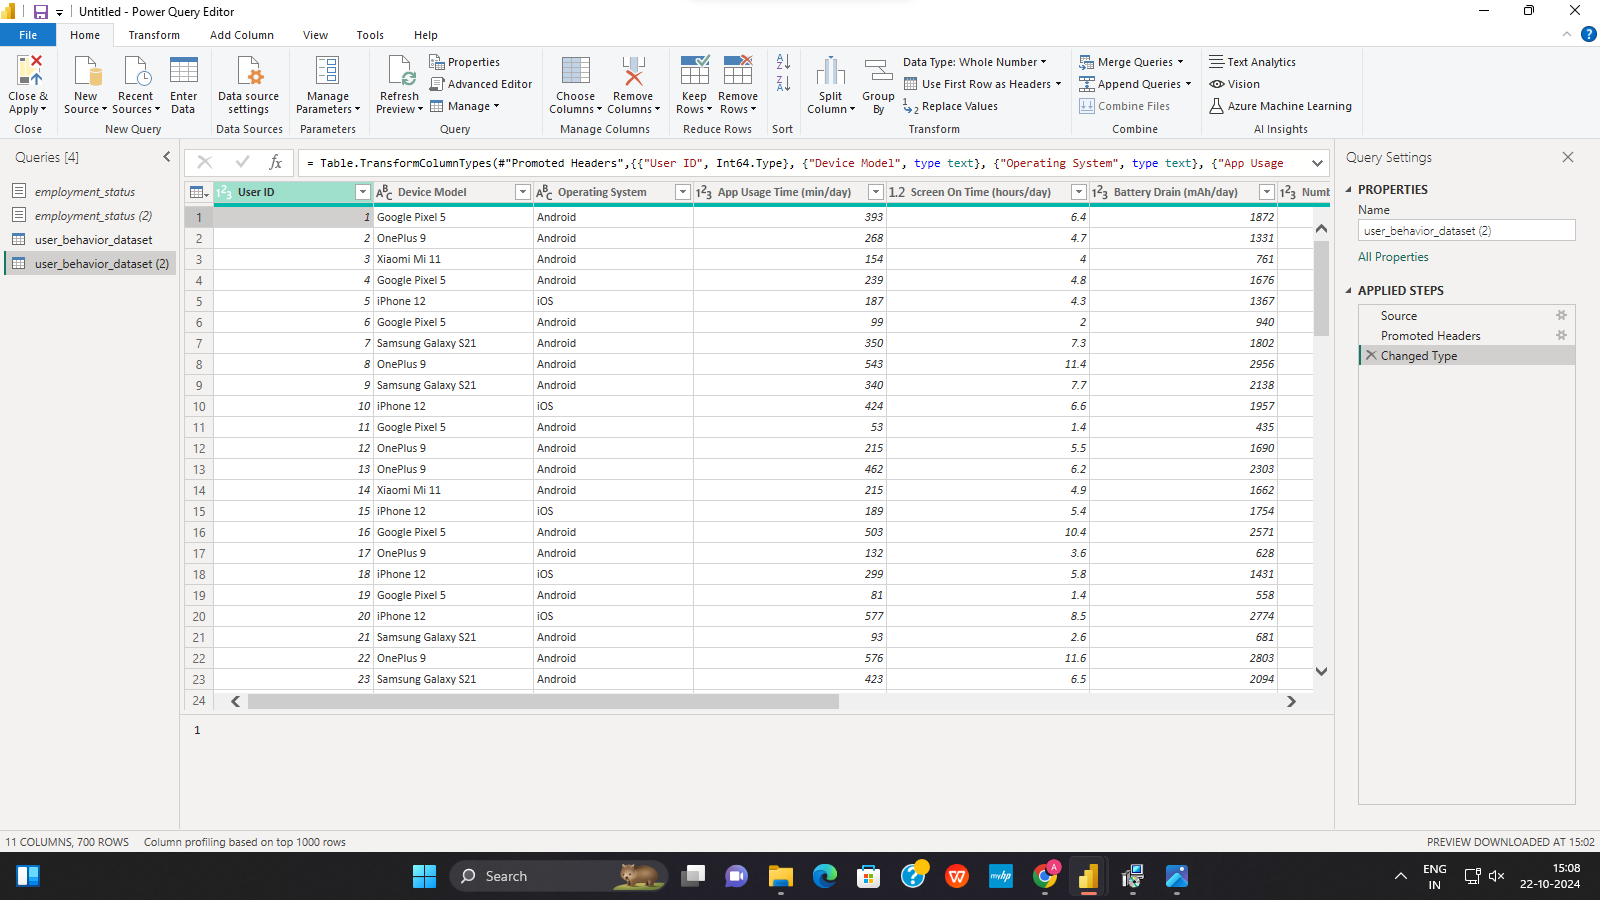 Untitled - Power Query Editor
File Home Transform Add Column View Tools Help
Close & Apply
Close
New Source
Recent Sources
Enter Data
New Query
Data source settings
Data Sources
Manage Parameters
Parameters
Refresh Preview
Properties
Advanced Editor
Manage
Query
Choose Columns
Remove Columns
Manage Columns
Keep Rows
Remove Rows
Reduce Rows
Sort
Split Column
Group By
Data Type: Whole Number
Use First Row as Headers
Replace Values
Transform
Merge Queries
Append Queries
Combine Files
Combine
Text Analytics
Vision
Azure Machine Learning
AI Insights
Queries [4]
employment_status
employment_status (2)
user_behavior_dataset
user_behavior_dataset (2)
fx
= Table.TransformColumnTypes(#"Promoted Headers",{{"User ID", Int64.Type}, {"Device Model", type text}, {"Operating System", type text}, {"App Usage
User ID Device Model Operating System App Usage Time (min/day) Screen On Time (hours/day) Battery Drain (mAh/day) Numb
1 1 Google Pixel 5 Android 393 6.4 1872
2 2 OnePlus 9 Android 268 4.7 1331
3 3 Xiaomi Mi 11 Android 154 4 761
4 4 Google Pixel 5 Android 239 4.8 1676
5 5 iPhone 12 iOS 187 4.3 1367
6 6 Google Pixel 5 Android 99 2 940
7 7 Samsung Galaxy S21 Android 350 7.3 1802
8 8 OnePlus 9 Android 543 11.4 2956
9 9 Samsung Galaxy S21 Android 340 7.7 2138
10 10 iPhone 12 iOS 424 6.6 1957
11 11 Google Pixel 5 Android 53 1.4 435
12 12 OnePlus 9 Android 215 5.5 1690
13 13 OnePlus 9 Android 462 6.2 2303
14 14 Xiaomi Mi 11 Android 215 4.9 1662
15 15 iPhone 12 iOS 189 5.4 1754
16 16 Google Pixel 5 Android 503 10.4 2571
17 17 OnePlus 9 Android 132 3.6 628
18 18 iPhone 12 iOS 299 5.8 1431
19 19 Google Pixel 5 Android 81 1.4 558
20 20 iPhone 12 iOS 577 8.5 2774
21 21 Samsung Galaxy S21 Android 93 2.6 681
22 22 OnePlus 9 Android 576 11.6 2803
23 23 Samsung Galaxy S21 Android 423 6.5 2094
24
1
Query Settings
PROPERTIES
Name
user_behavior_dataset (2)
All Properties
APPLIED STEPS
Source
Promoted Headers
Changed Type
11 COLUMNS, 700 ROWS Column profiling based on top 1000 rows
PREVIEW DOWNLOADED AT 15:02
Search
ENG
IN
15:08
22-10-2024